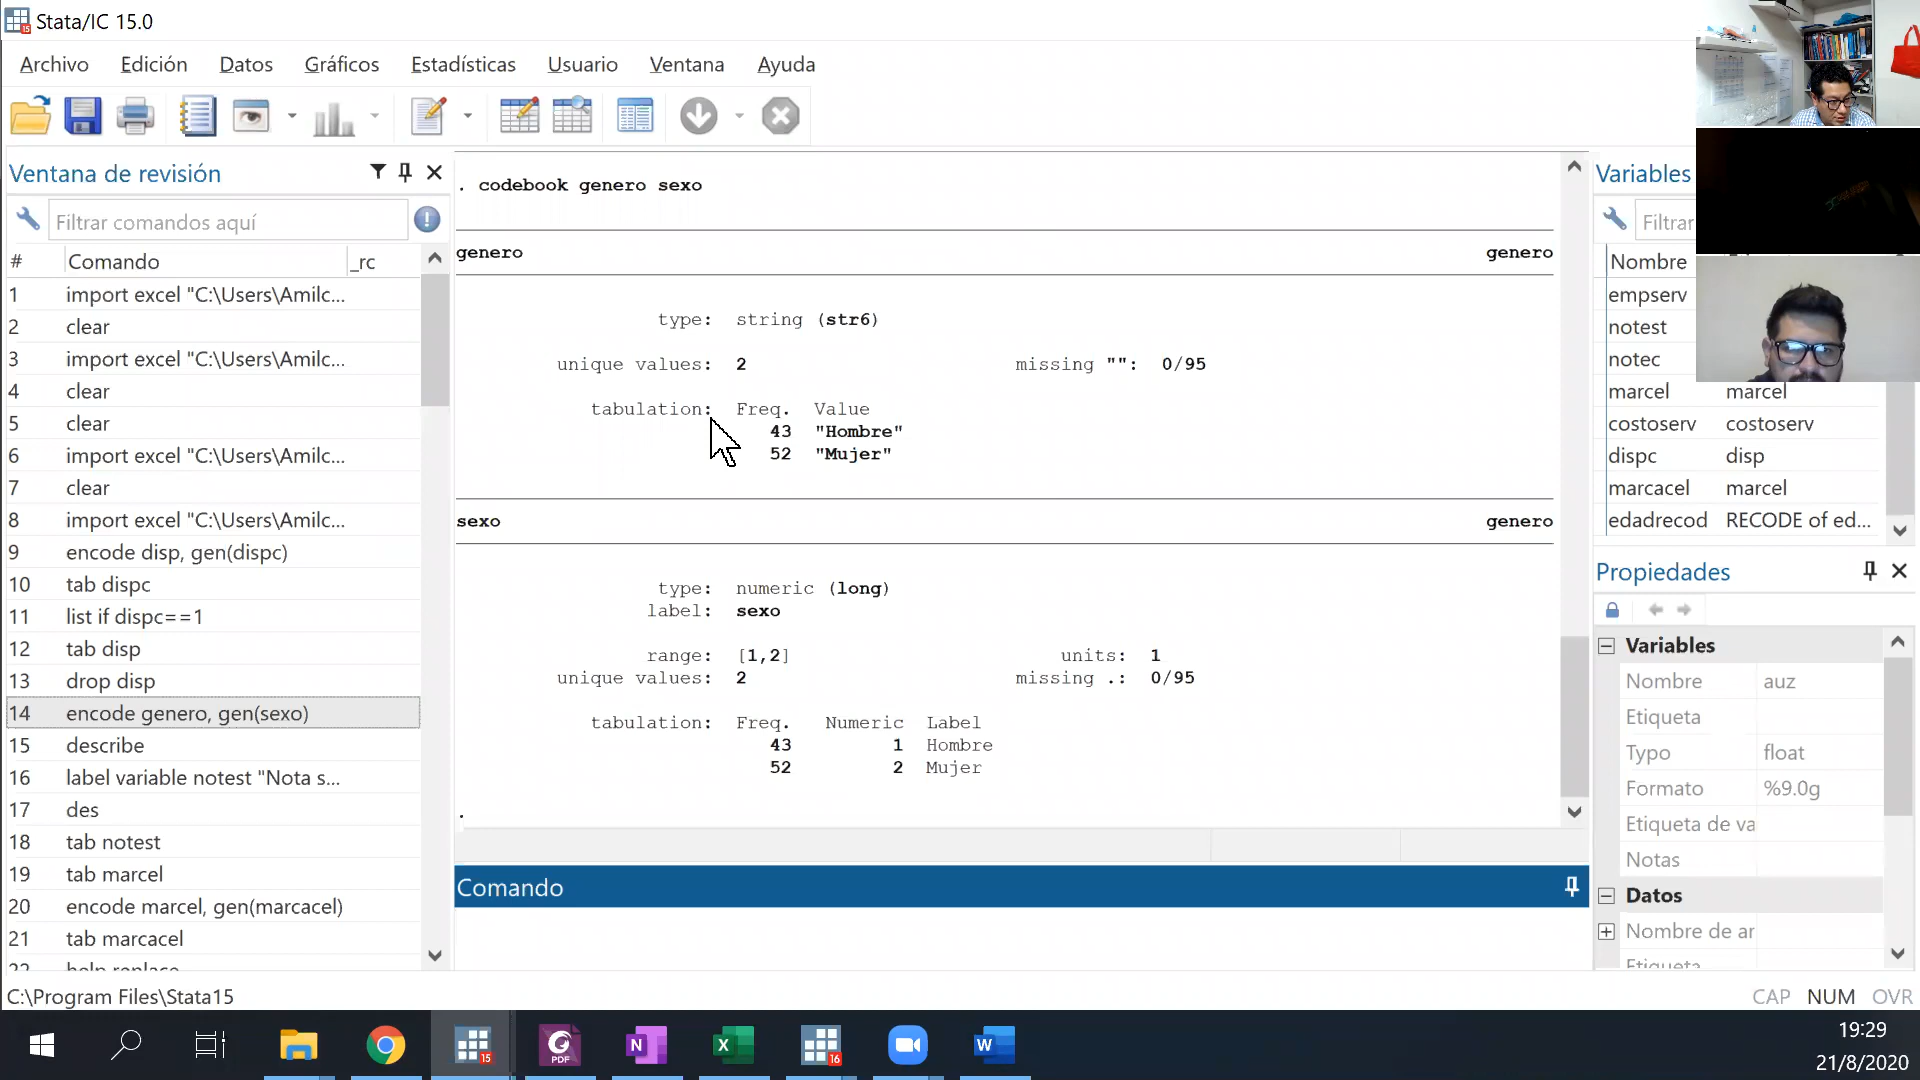 Stata/IC 15.0
Archivo Edición Datos Gráficos Estadísticas Usuario Ventana Ayuda
Ventana de revisión
Filtrar comandos aquí
# Comando _rc
1 import excel "C:\Users\Amilc...
2 clear
3 import excel "C:\Users\Amilc...
4 clear
5 clear
6 import excel "C:\Users\Amilc...
7 clear
8 import excel "C:\Users\Amilc...
9 encode disp, gen(dispc)
10 tab dispc
11 list if dispc==1
12 tab disp
13 drop disp
14 encode genero, gen(sexo)
15 describe
16 label variable notest "Nota s...
17 des
18 tab notest
19 tab marcel
20 encode marcel, gen(marcacel)
21 tab marcacel
22 help replace
. codebook genero sexo
genero genero
type: string (str6)
unique values: 2 missing "": 0/95
tabulation: Freq. Value
43 "Hombre"
52 "Mujer"
sexo genero
type: numeric (long)
label: sexo
range: [1,2] units: 1
unique values: 2 missing .: 0/95
tabulation: Freq. Numeric Label
43 1 Hombre
52 2 Mujer
.
Comando
Variables
Filtrar
Nombre
empserv
notest
notec
marcel marcel
costoserv costoserv
dispc disp
marcacel marcel
edadrecod RECODE of ed...
Propiedades
Variables
Nombre auz
Etiqueta
Typo float
Formato %9.0g
Etiqueta de va
Notas
Datos
Nombre de ar
Etiqueta
C:\Program Files\Stata15
CAP NUM OVR
15
PDF
N
X
16
W
19:29
21/8/2020